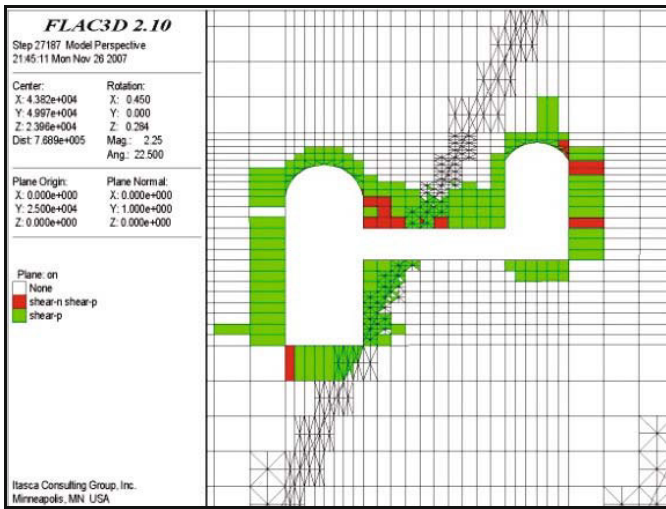 FLAC3D 2.10
Step 27187 Model Perspective
21:45:11 Mon Nov 26 2007
Center:
X: 4.382e+004
Y: 4.997e+004
Z: 2.396e+004
Dist: 7.689e+005
Rotation:
X: 0.450
Y: 0.000
Z: 0.284
Mag.: 2.25
Ang.: 22.500
Plane Origin:
X: 0.000e+000
Y: 2.500e+004
Z: 0.000e+000
Plane Normal:
X: 0.000e+000
Y: 1.000e+000
Z: 0.000e+000
Plane: on
None
shear-n shear-p
shear-p
Itasca Consulting Group, Inc.
Minneapolis, MN USA